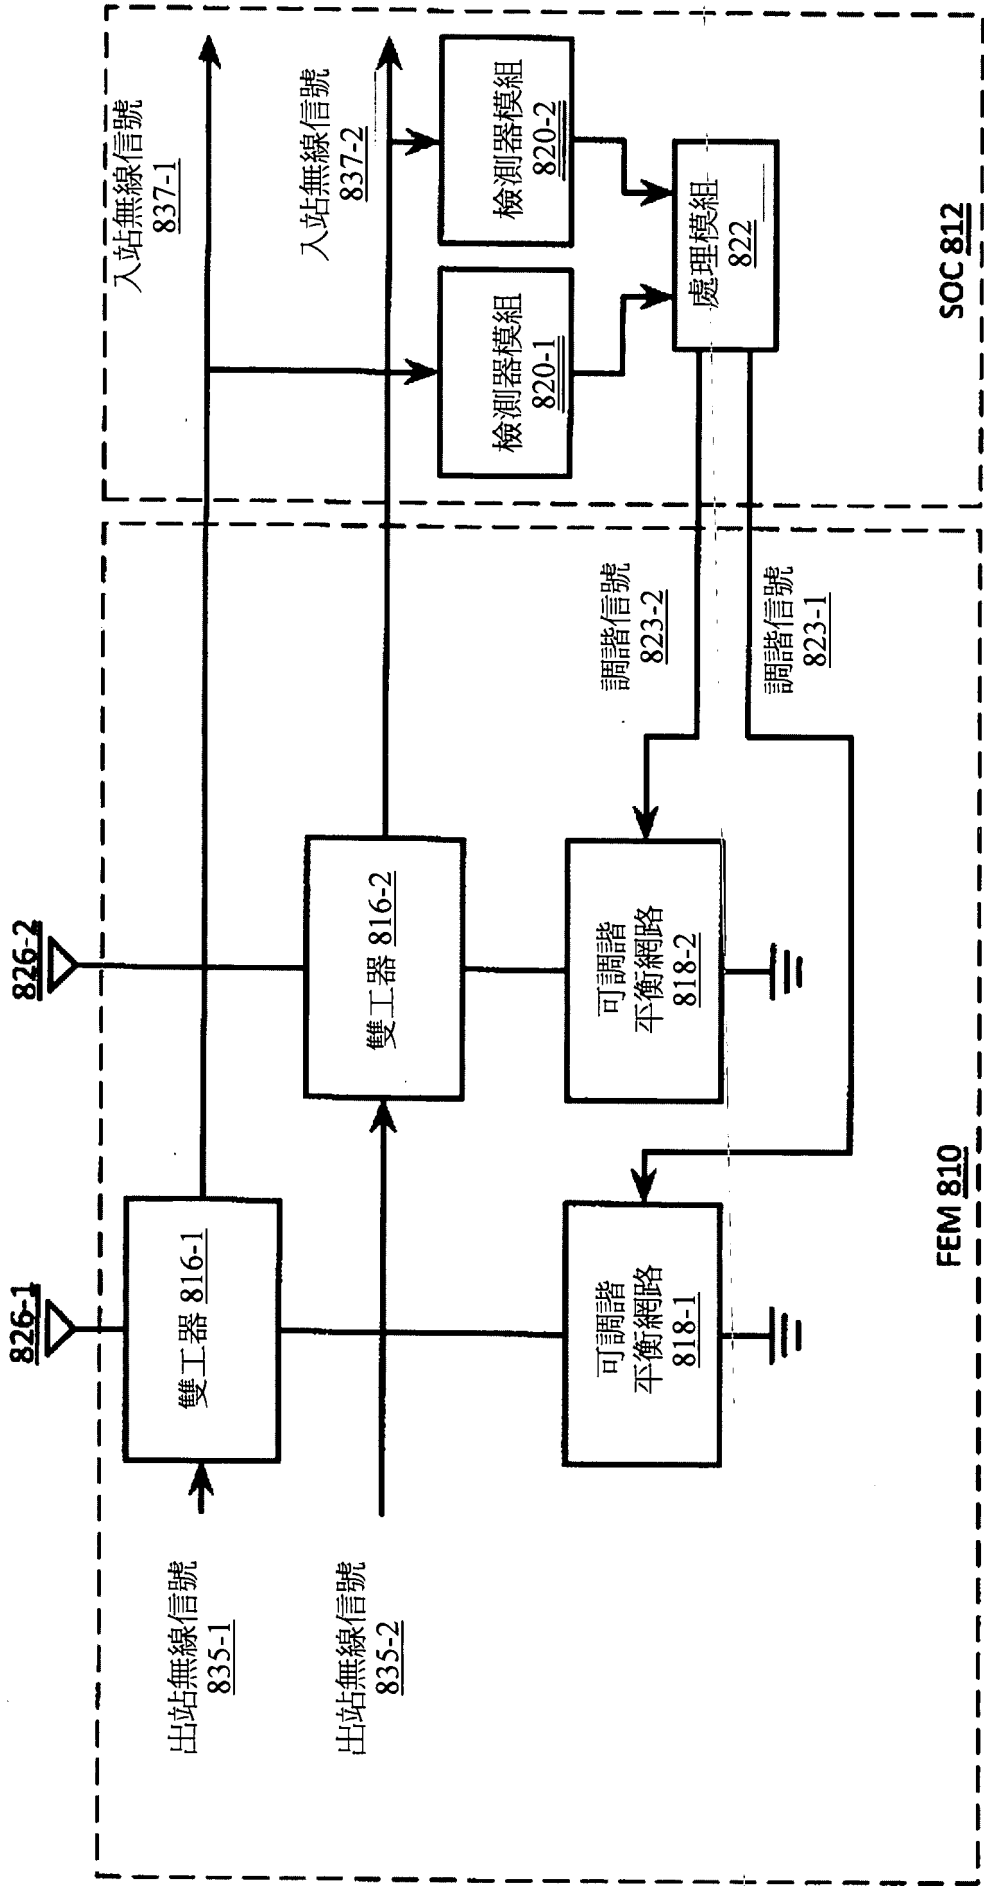 826-1
826-2
出站無線信號
835-1
出站無線信號
835-2
雙工器 816-1
雙工器 816-2
入站無線信號
837-1
入站無線信號
837-2
檢測器模組
820-1
檢測器模組
820-2
可調諧
平衡網路
818-1
可調諧
平衡網路
818-2
調諧信號
823-2
調諧信號
823-1
處理模組
822
FEM 810
SOC 812